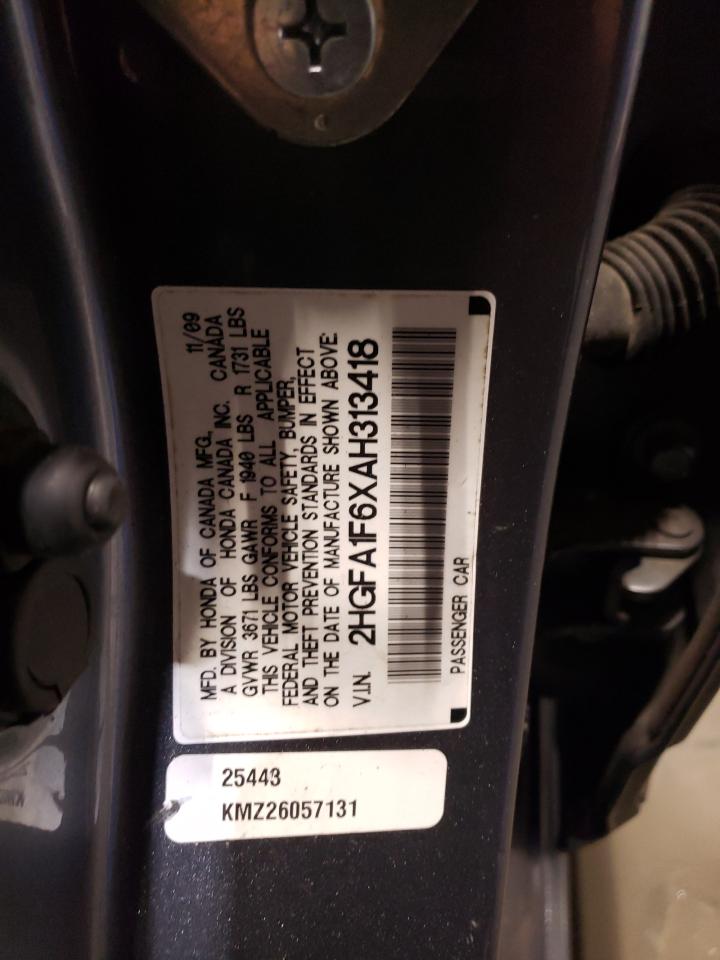 MFD. BY HONDA OF CANADA MFG., 11/09
A DIVISION OF HONDA CANADA INC. CANADA
GVWR 3671 LBS GAWR F 1940 LBS R 1731 LBS
THIS VEHICLE CONFORMS TO ALL APPLICABLE
FEDERAL MOTOR VEHICLE SAFETY, BUMPER,
AND THEFT PREVENTION STANDARDS IN EFFECT
ON THE DATE OF MANUFACTURE SHOWN ABOVE.
V.I.N. 2HGFA1F6XAH313418
PASSENGER CAR
25443
KMZ26057131